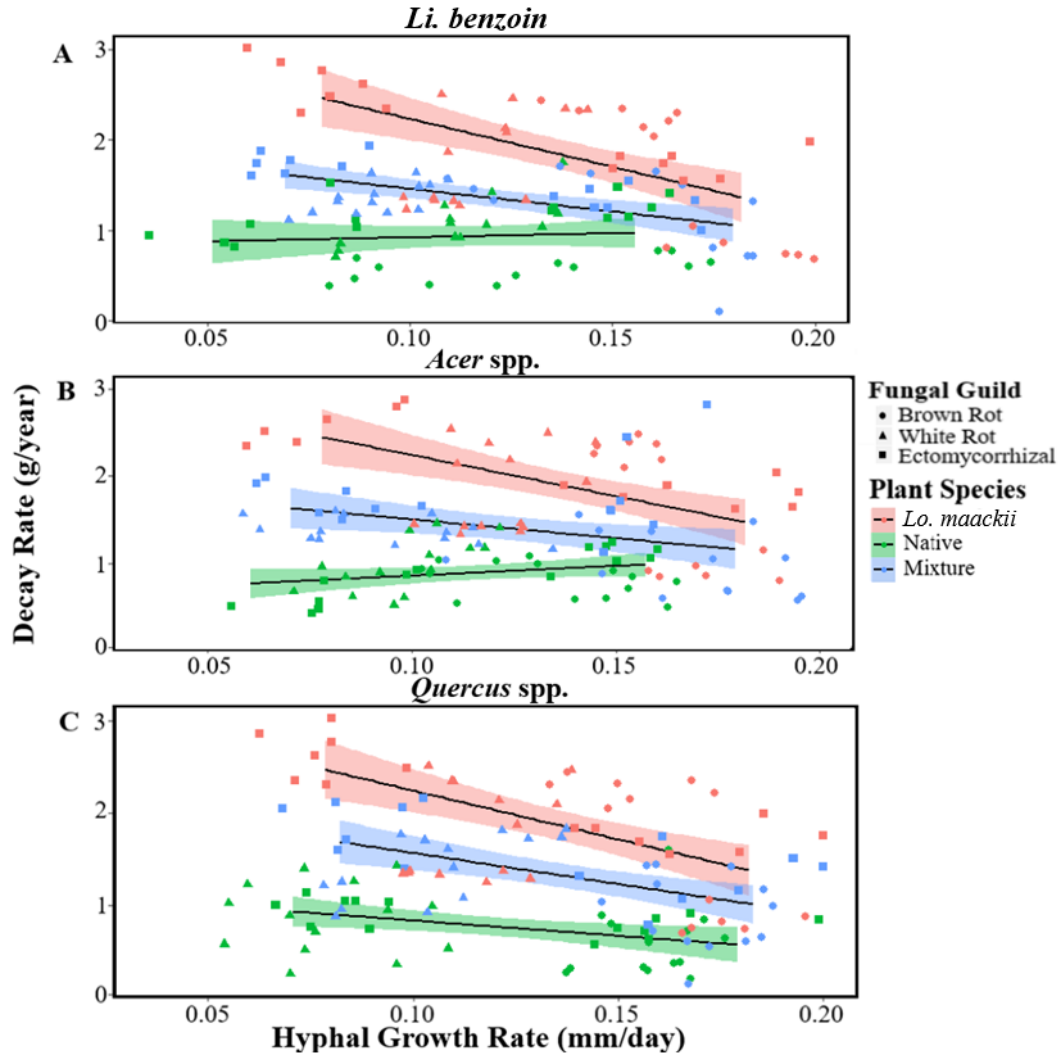 Li. benzoin
A
3
2
1
0
0.05 0.10 0.15 0.20
Acer spp.
B
3
2
1
0
0.05 0.10 0.15 0.20
Quercus spp.
C
3
2
1
0
0.05 0.10 0.15 0.20
Hyphal Growth Rate (mm/day)
Decay Rate (g/year)
Fungal Guild
Brown Rot
White Rot
Ectomycorrhizal
Plant Species
Lo. maackii
Native
Mixture